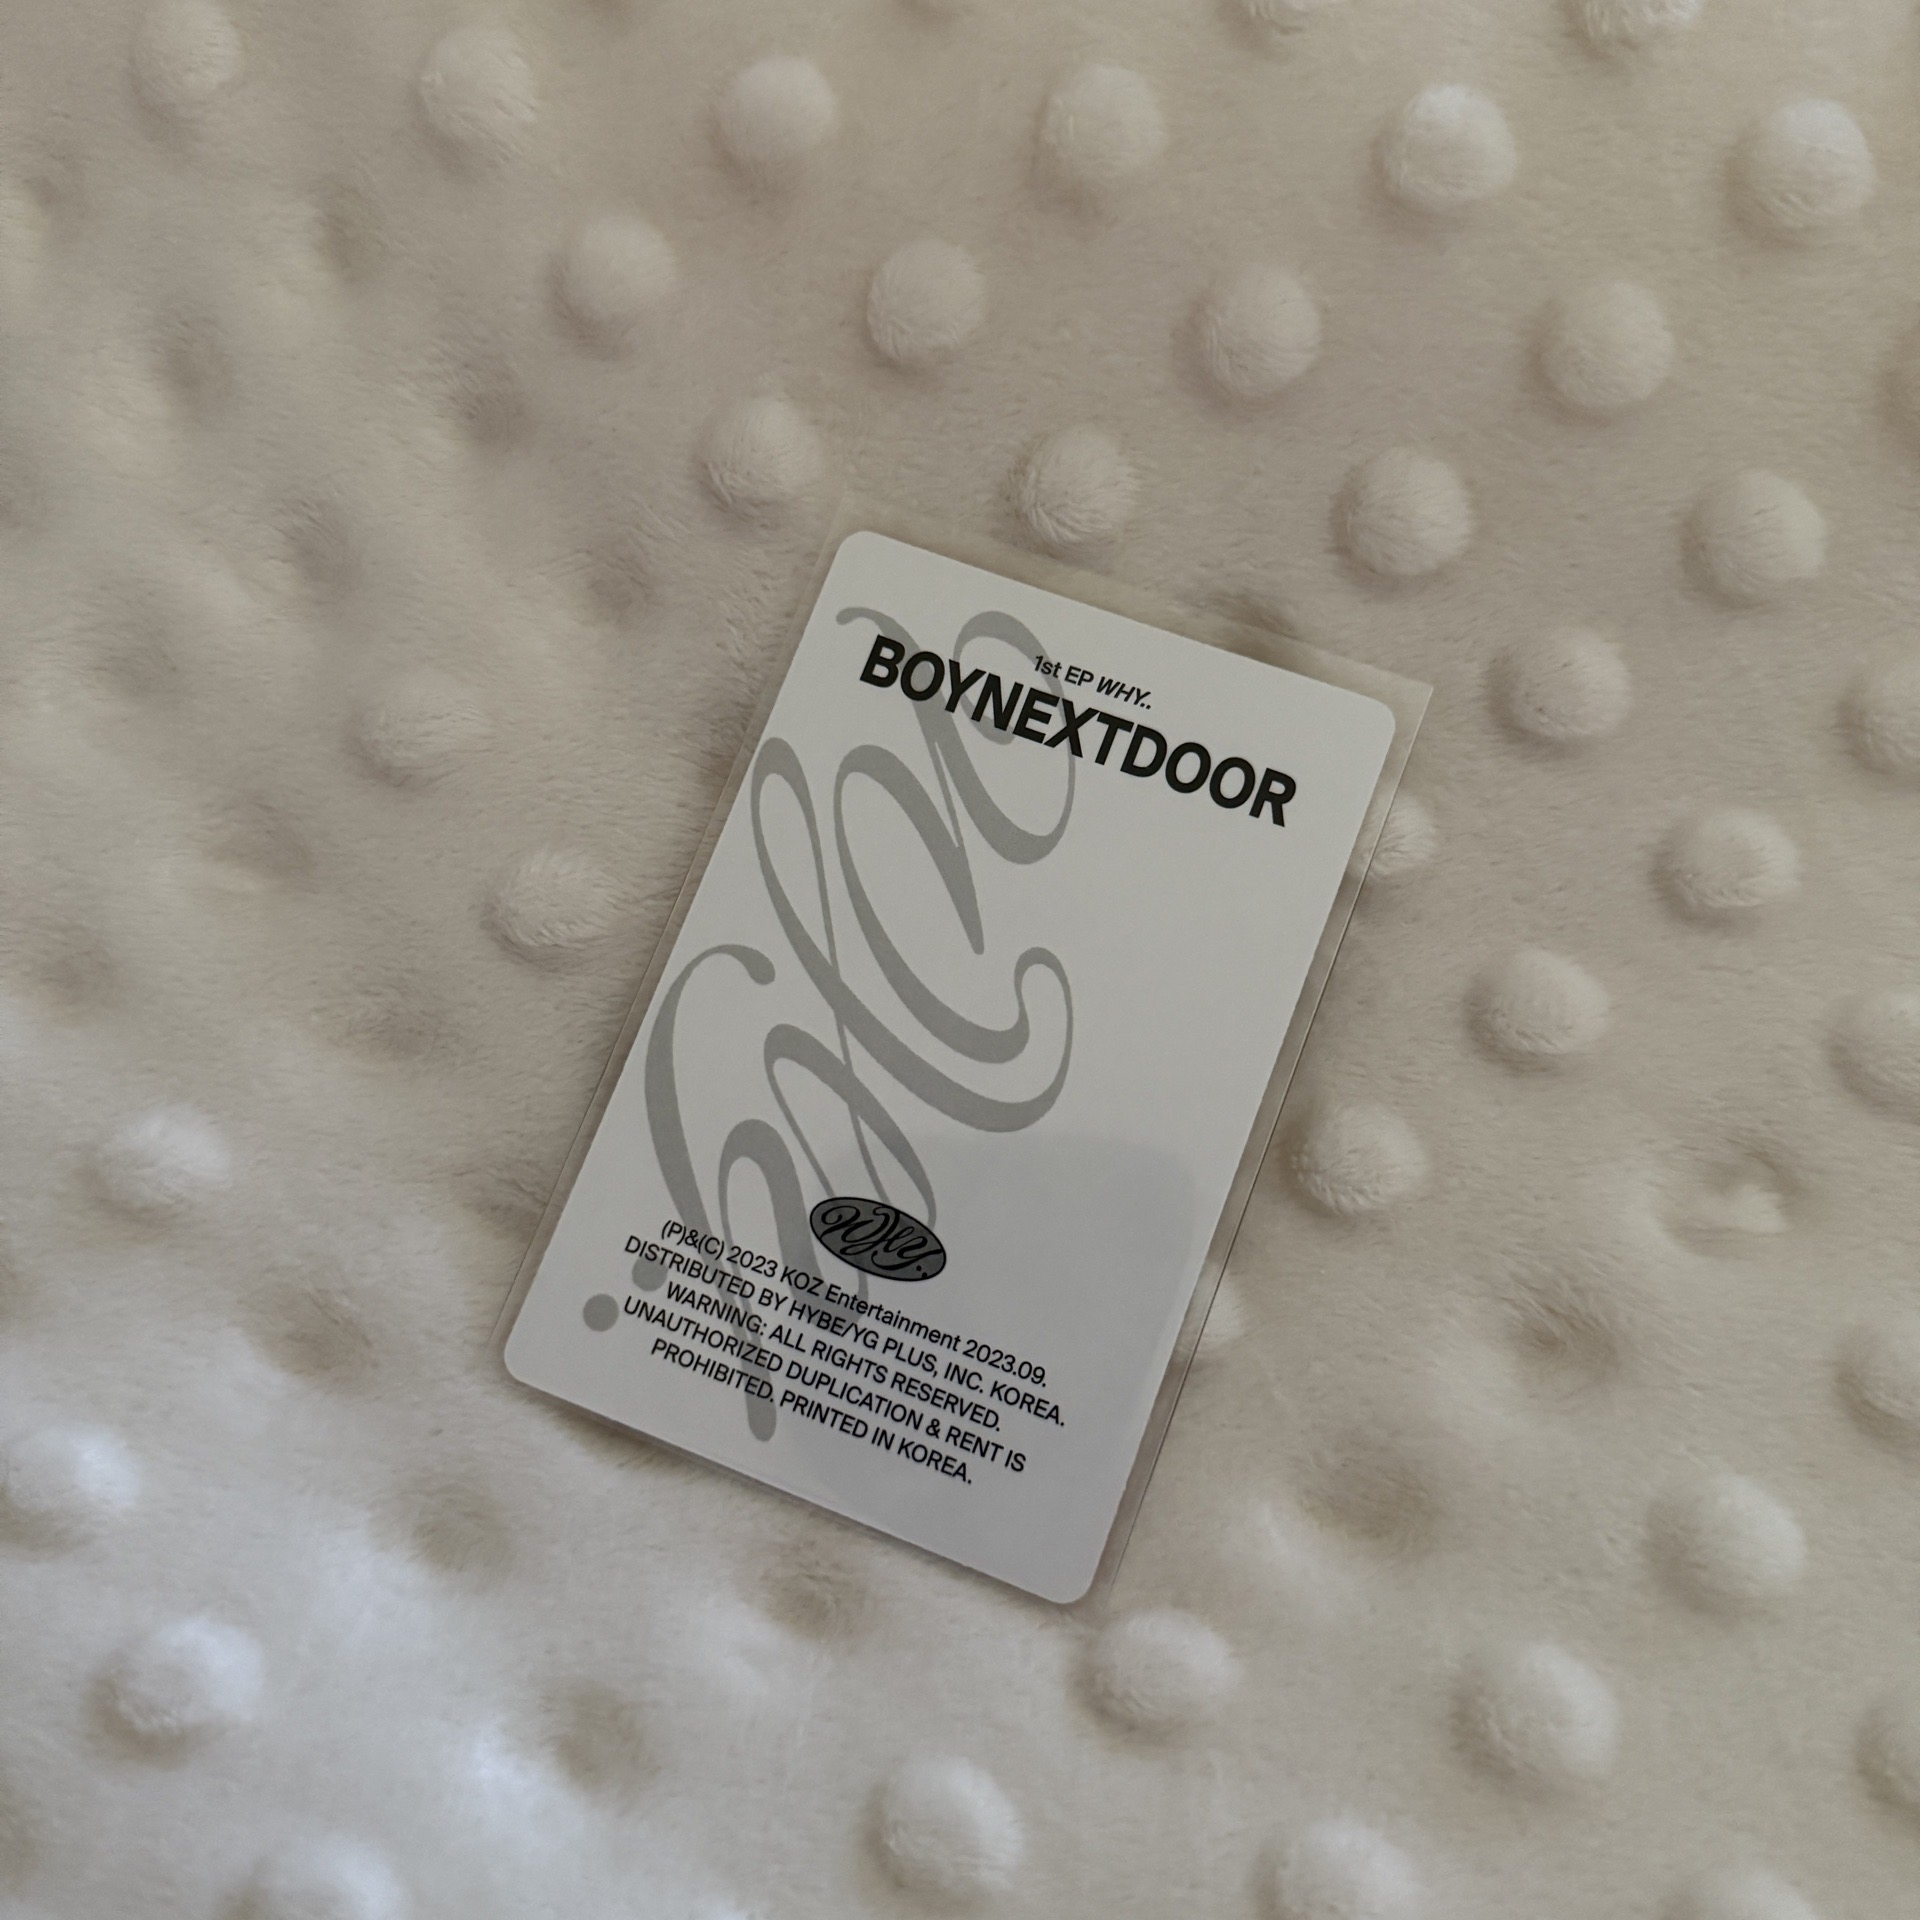 1st EP WHY..
BOYNEXTDOOR
Why..
Why..
(P)&(C) 2023 KOZ Entertainment 2023.09.
DISTRIBUTED BY HYBE/YG PLUS, INC. KOREA.
WARNING: ALL RIGHTS RESERVED.
UNAUTHORIZED DUPLICATION & RENT IS
PROHIBITED. PRINTED IN KOREA.